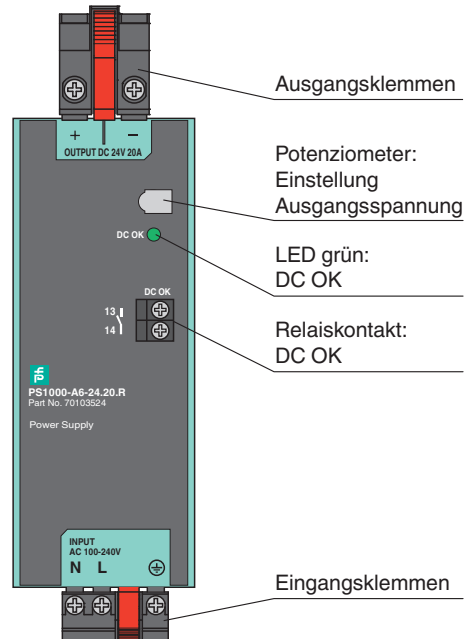 Ausgangsklemmen
+ −
OUTPUT DC 24V 20A
Potenziometer:
Einstellung
Ausgangsspannung
DC OK
LED grün:
DC OK
DC OK
13
14
Relaiskontakt:
DC OK
PS1000-A6-24.20.R
Part No. 70103524
Power Supply
INPUT
AC 100-240V
N L
Eingangsklemmen